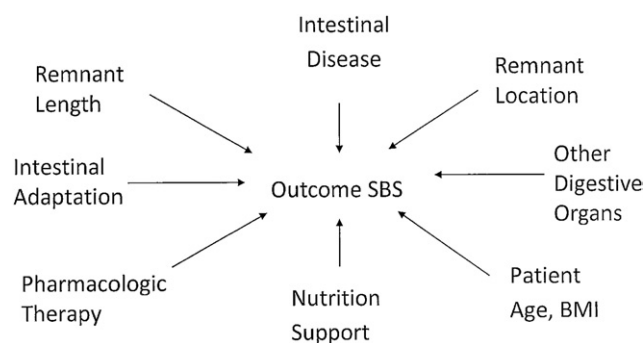 Intestinal
Disease
Remnant
Length
Remnant
Location
Intestinal
Adaptation
Outcome SBS
Other
Digestive
Organs
Pharmacologic
Therapy
Nutrition
Support
Patient
Age, BMI